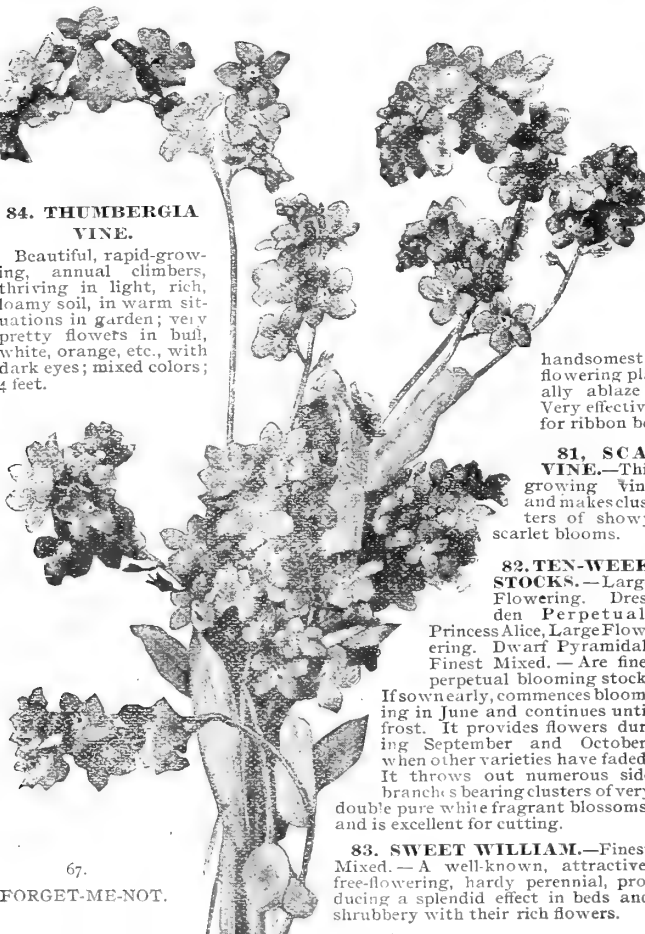 84. THUMBERGIA
VINE.
Beautiful, rapid-grow-
ing, annual climbers,
thriving in light, rich,
loamy soil, in warm sit-
uations in garden; very
pretty flowers in buff,
white, orange, etc., with
dark eyes; mixed colors;
4 feet.
handsomest
flowering pl
ally ablaze
Very effectiv
for ribbon b
81, SCA
VINE.—Thi
growing vin
and makes clus
ters of show
scarlet blooms.
82. TEN-WEEK
STOCKS.—Larg
Flowering. Dres
den Perpetual
Princess Alice, Large Flow
ering. Dwarf Pyramidal
Finest Mixed.—Are fine
perpetual blooming stock
If sown early, commences bloom
ing in June and continues unti
frost. It provides flowers dur
ing September and October
when other varieties have faded
It throws out numerous sid
branches bearing clusters of very
double pure white fragrant blossoms
and is excellent for cutting.
83. SWEET WILLIAM.—Finest
Mixed.—A well-known, attractive
free-flowering, hardy perennial, pro
ducing a splendid effect in beds and
shrubbery with their rich flowers.
67.
FORGET-ME-NOT.